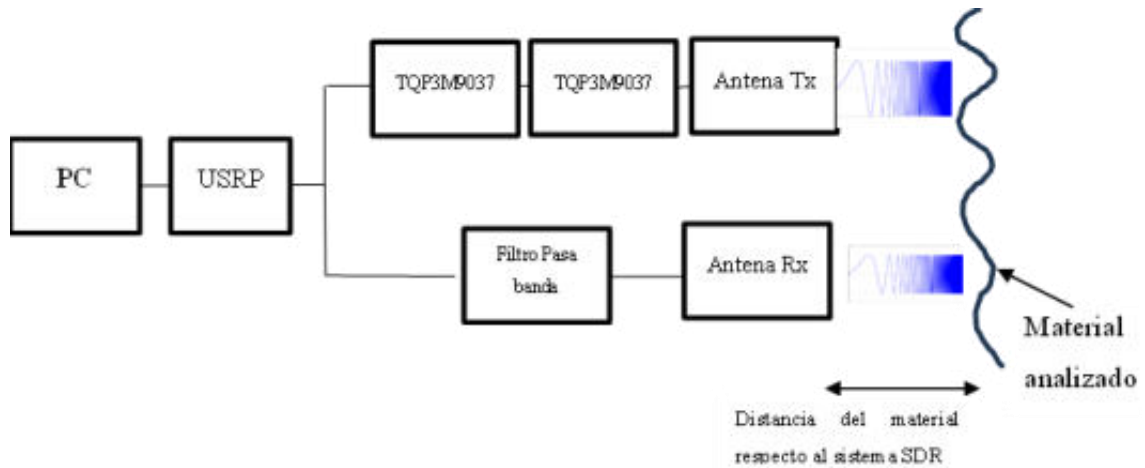 TQP3M9037
TQP3M9037
Antena Tx
PC
USRP
Filtro Pasa
banda
Antena Rx
Material
analizado
Distancia del material
respecto al sistema SDR